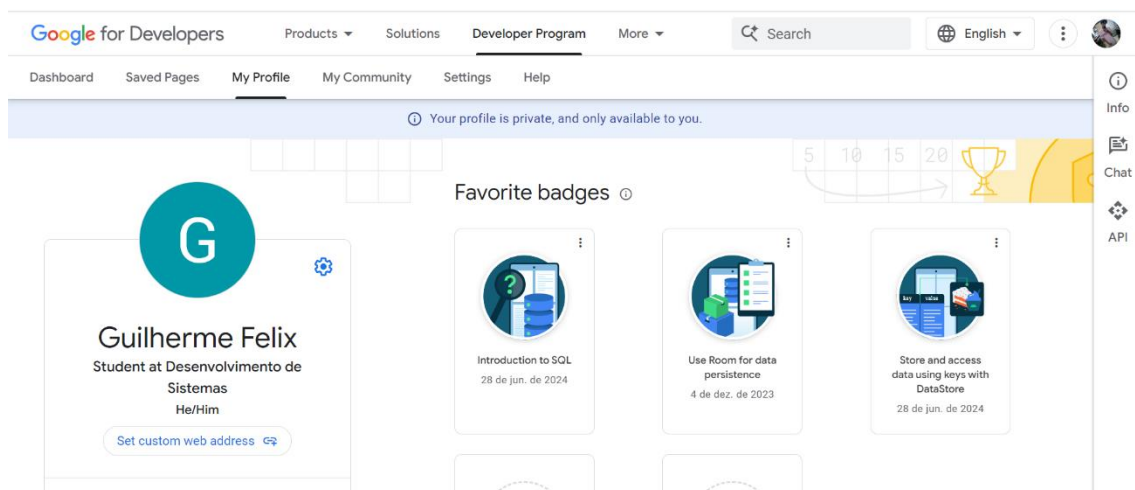 Google for Developers
Products
Solutions
Developer Program
More
Search
English
Dashboard
Saved Pages
My Profile
My Community
Settings
Help
Your profile is private, and only available to you.
Info
Chat
API
5 10 15 20
G
Guilherme Felix
Student at Desenvolvimento de
Sistemas
He/Him
Set custom web address
Favorite badges
?
Introduction to SQL
28 de jun. de 2024
Use Room for data
persistence
4 de dez. de 2023
key value
Store and access
data using keys with
DataStore
28 de jun. de 2024